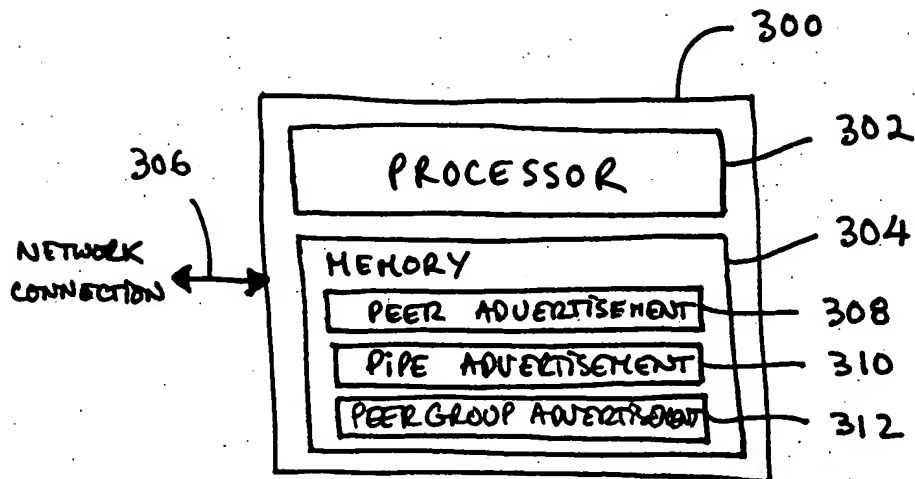 300
302
PROCESSOR
306
304
NETWORK
CONNECTION
MEMORY
PEER ADVERTISEMENT
308
PIPE ADVERTISEMENT
310
PEERGROUP ADVERTISEMENT
312